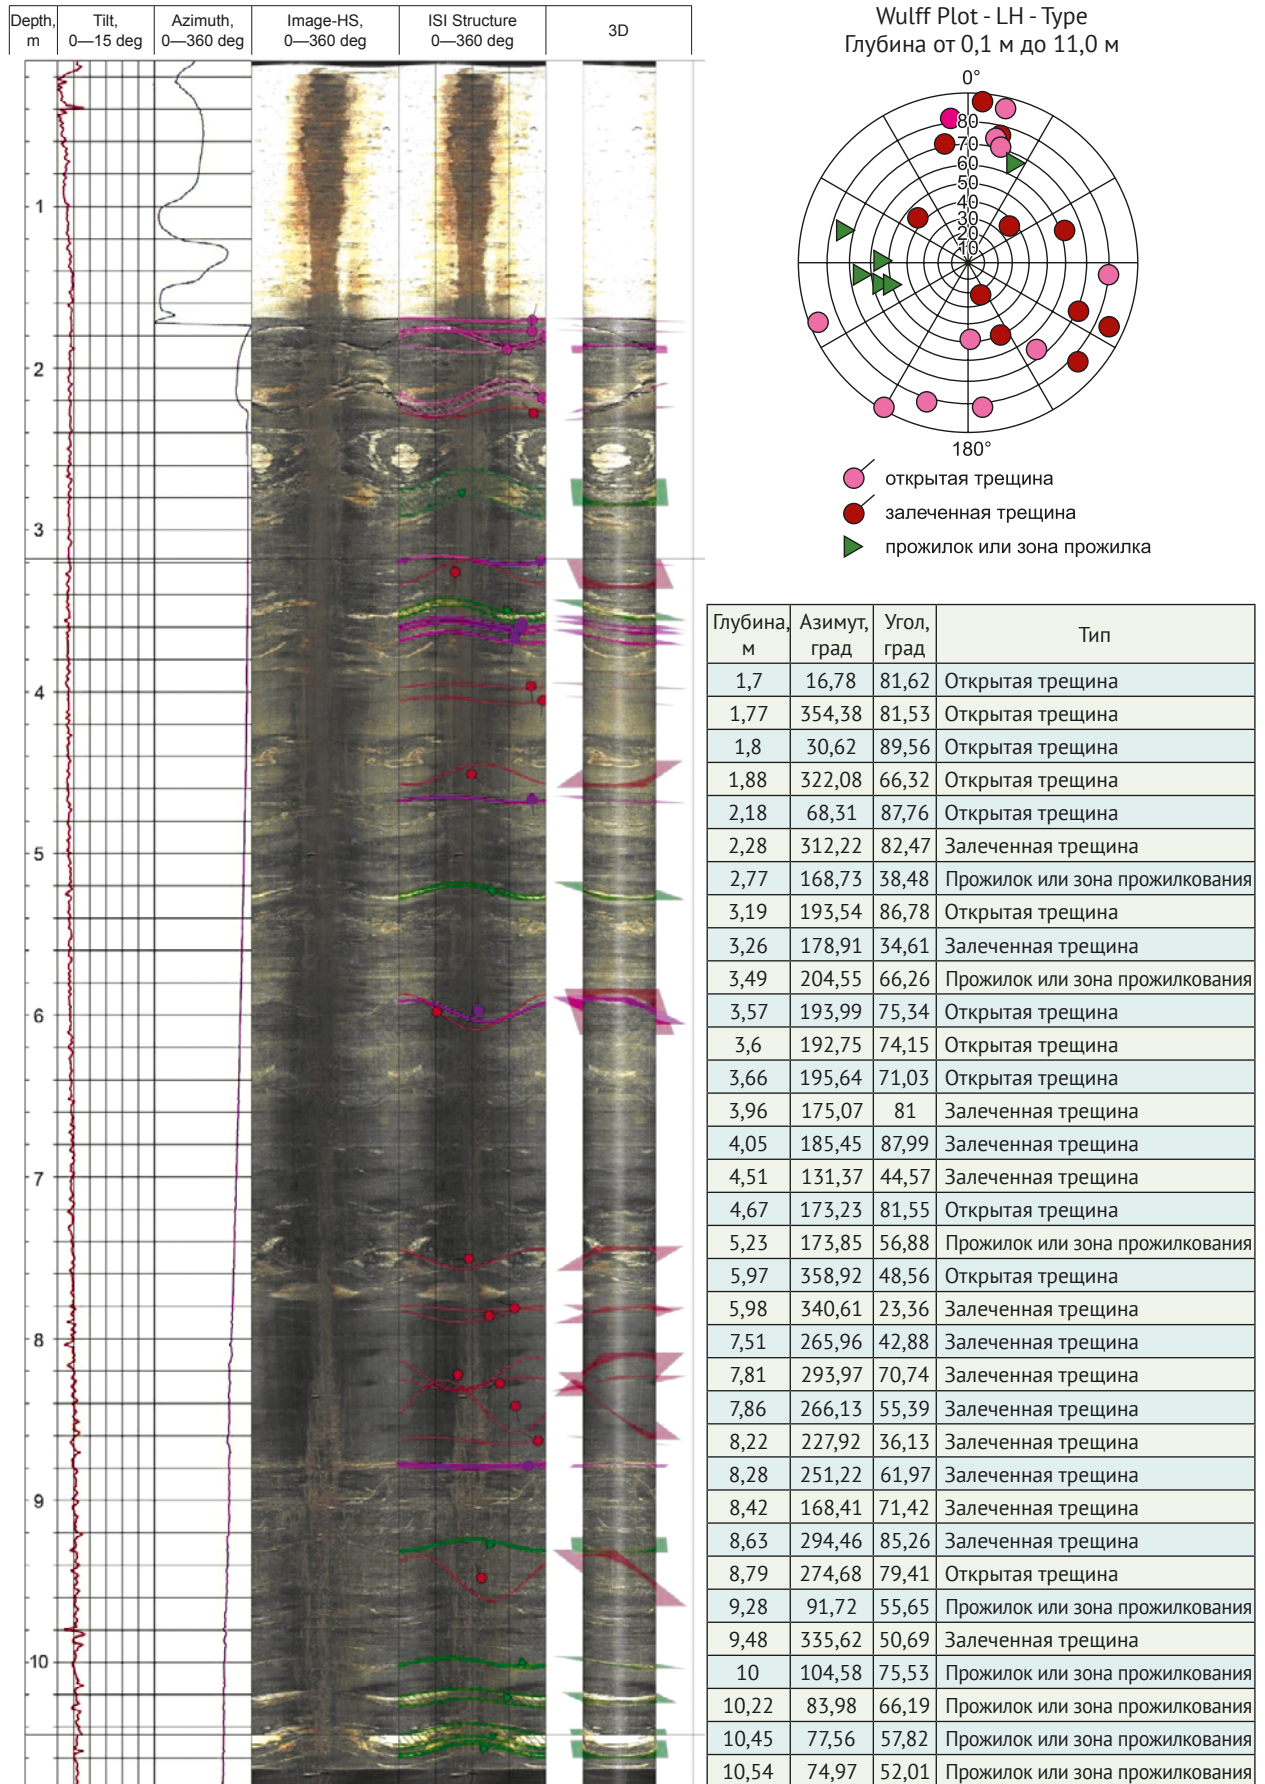 Depth, m
Tilt, 0—15 deg
Azimuth, 0—360 deg
Image-HS, 0—360 deg
ISI Structure 0—360 deg
3D
1
2
3
4
5
6
7
8
9
10
Wulff Plot - LH - Type
Глубина от 0,1 м до 11,0 м
0°
80
70
60
50
40
30
20
10
180°
открытая трещина
залеченная трещина
прожилок или зона прожилка
Глубина, м Азимут, град Угол, град Тип
1,7 16,78 81,62 Открытая трещина
1,77 354,38 81,53 Открытая трещина
1,8 30,62 89,56 Открытая трещина
1,88 322,08 66,32 Открытая трещина
2,18 68,31 87,76 Открытая трещина
2,28 312,22 82,47 Залеченная трещина
2,77 168,73 38,48 Прожилок или зона прожилкования
3,19 193,54 86,78 Открытая трещина
3,26 178,91 34,61 Залеченная трещина
3,49 204,55 66,26 Прожилок или зона прожилкования
3,57 193,99 75,34 Открытая трещина
3,6 192,75 74,15 Открытая трещина
3,66 195,64 71,03 Открытая трещина
3,96 175,07 81 Залеченная трещина
4,05 185,45 87,99 Залеченная трещина
4,51 131,37 44,57 Залеченная трещина
4,67 173,23 81,55 Открытая трещина
5,23 173,85 56,88 Прожилок или зона прожилкования
5,97 358,92 48,56 Открытая трещина
5,98 340,61 23,36 Залеченная трещина
7,51 265,96 42,88 Залеченная трещина
7,81 293,97 70,74 Залеченная трещина
7,86 266,13 55,39 Залеченная трещина
8,22 227,92 36,13 Залеченная трещина
8,28 251,22 61,97 Залеченная трещина
8,42 168,41 71,42 Залеченная трещина
8,63 294,46 85,26 Залеченная трещина
8,79 274,68 79,41 Открытая трещина
9,28 91,72 55,65 Прожилок или зона прожилкования
9,48 335,62 50,69 Залеченная трещина
10 104,58 75,53 Прожилок или зона прожилкования
10,22 83,98 66,19 Прожилок или зона прожилкования
10,45 77,56 57,82 Прожилок или зона прожилкования
10,54 74,97 52,01 Прожилок или зона прожилкования